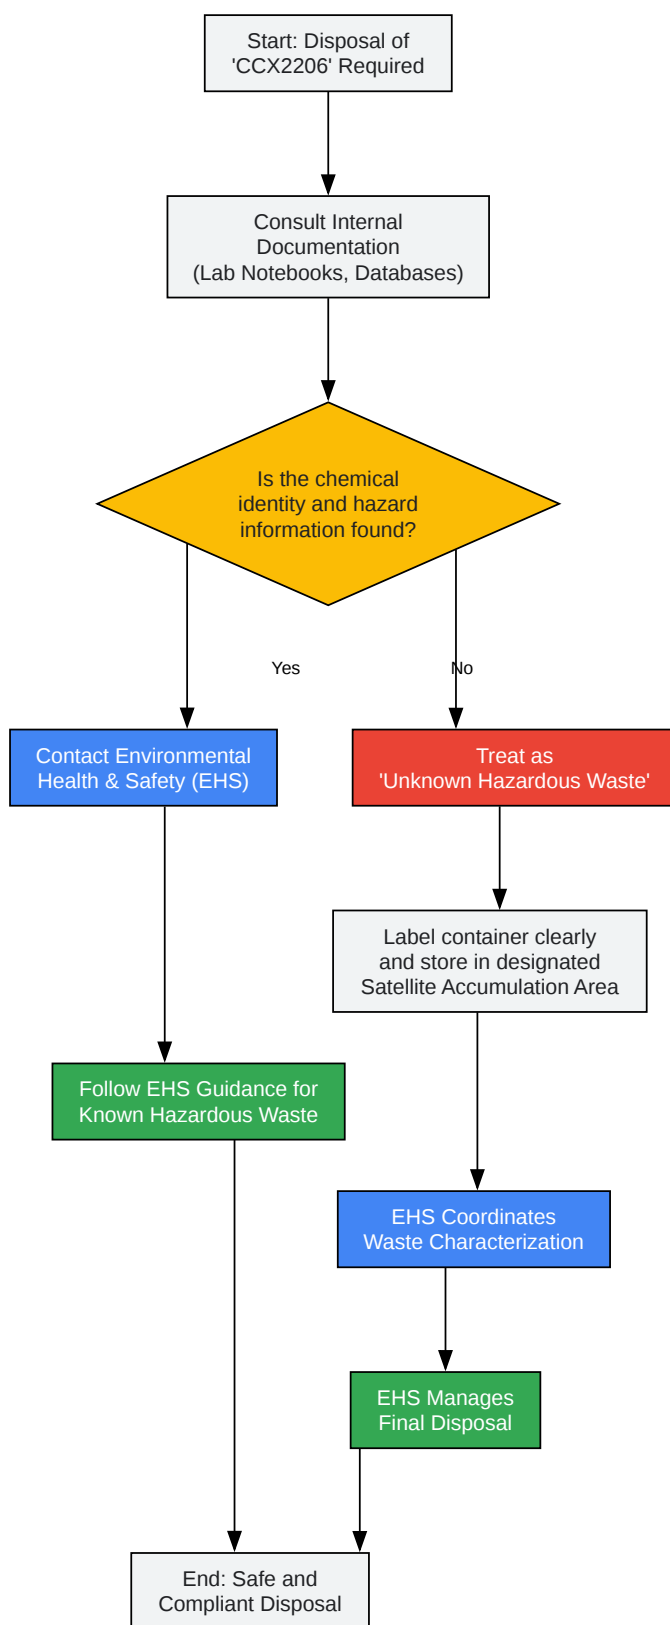 Start: Disposal of
'CCX2206' Required
Consult Internal
Documentation
(Lab Notebooks, Databases)
Is the chemical
identity and hazard
information found?
Yes
No
Contact Environmental
Health & Safety (EHS)
Treat as
'Unknown Hazardous Waste'
Label container clearly
and store in designated
Satellite Accumulation Area
Follow EHS Guidance for
Known Hazardous Waste
EHS Coordinates
Waste Characterization
EHS Manages
Final Disposal
End: Safe and
Compliant Disposal